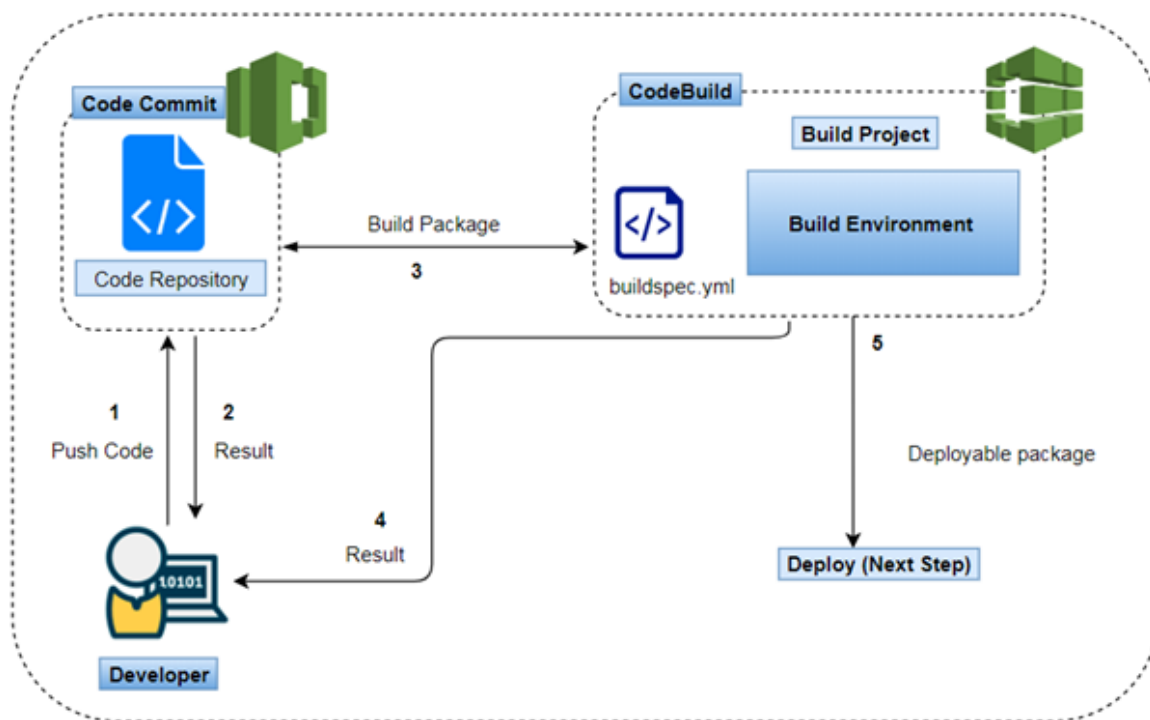 Code Commit
</>
Code Repository
CodeBuild
Build Project
</>
buildspec.yml
Build Environment
Build Package
3
1
Push Code
2
Result
4
Result
5
Deployable package
Deploy (Next Step)
10101
Developer